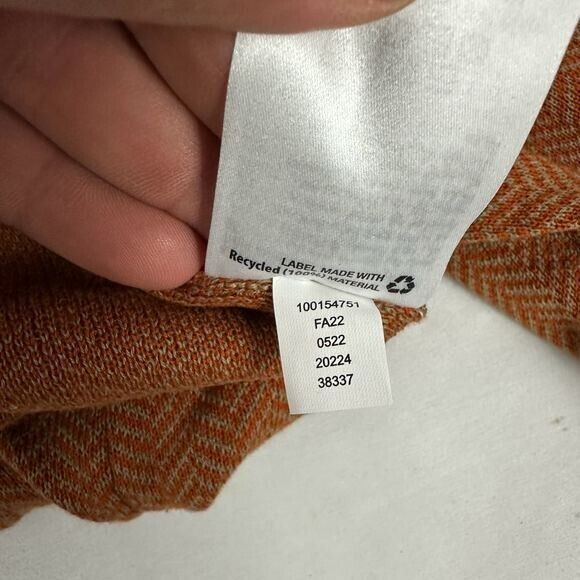 LABEL MADE WITH
Recycled (100%) MATERIAL
100154751
FA22
0522
20224
38337